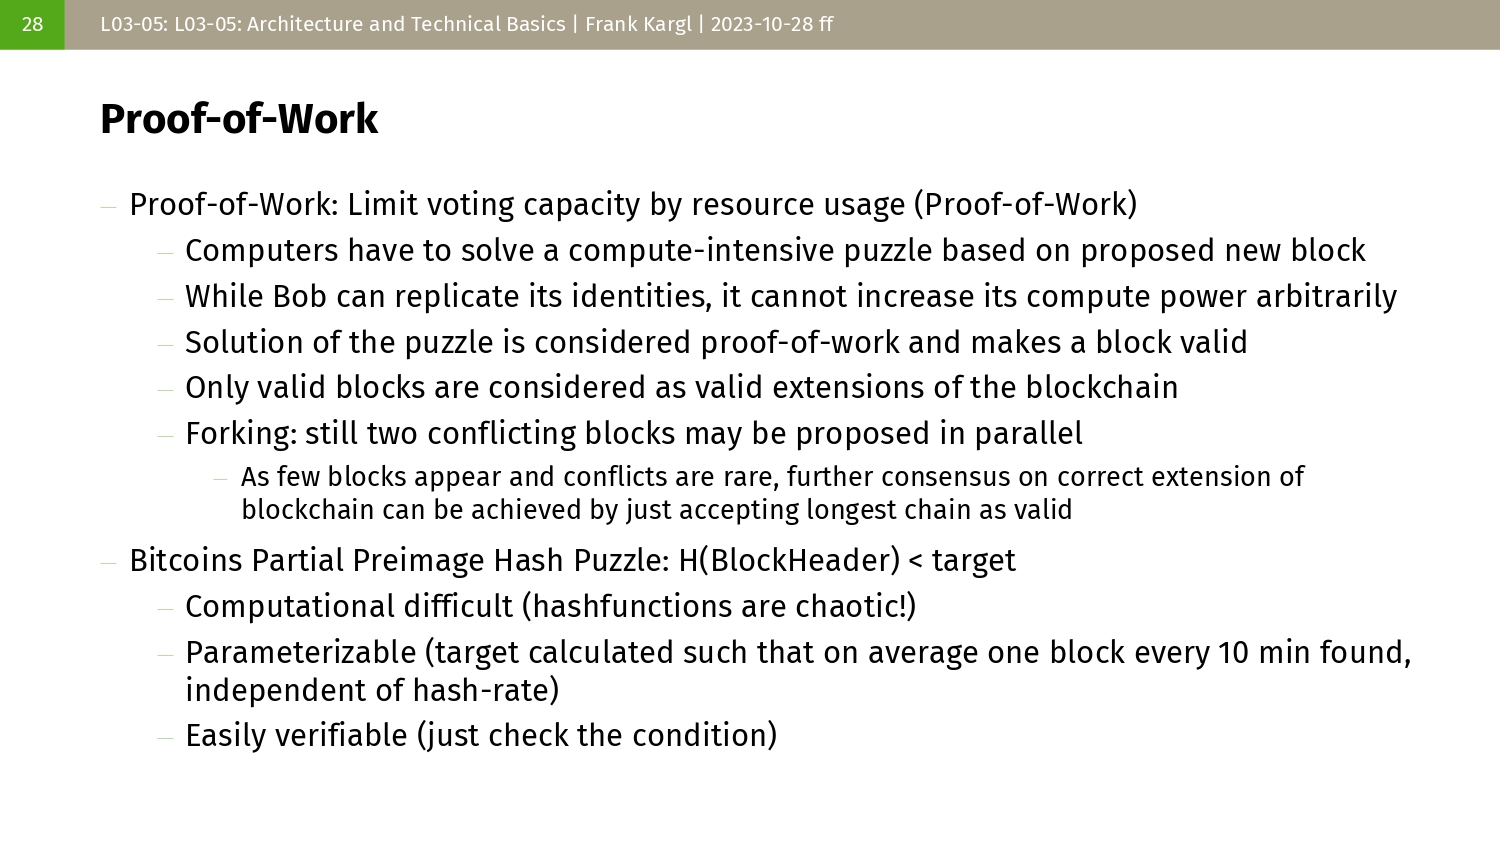 28
L03-05: L03-05: Architecture and Technical Basics | Frank Kargl | 2023-10-28 ff
Proof-of-Work
– Proof-of-Work: Limit voting capacity by resource usage (Proof-of-Work)
– Computers have to solve a compute-intensive puzzle based on proposed new block
– While Bob can replicate its identities, it cannot increase its compute power arbitrarily
– Solution of the puzzle is considered proof-of-work and makes a block valid
– Only valid blocks are considered as valid extensions of the blockchain
– Forking: still two conflicting blocks may be proposed in parallel
– As few blocks appear and conflicts are rare, further consensus on correct extension of
blockchain can be achieved by just accepting longest chain as valid
– Bitcoins Partial Preimage Hash Puzzle: H(BlockHeader) < target
– Computational difficult (hashfunctions are chaotic!)
– Parameterizable (target calculated such that on average one block every 10 min found,
independent of hash-rate)
– Easily verifiable (just check the condition)